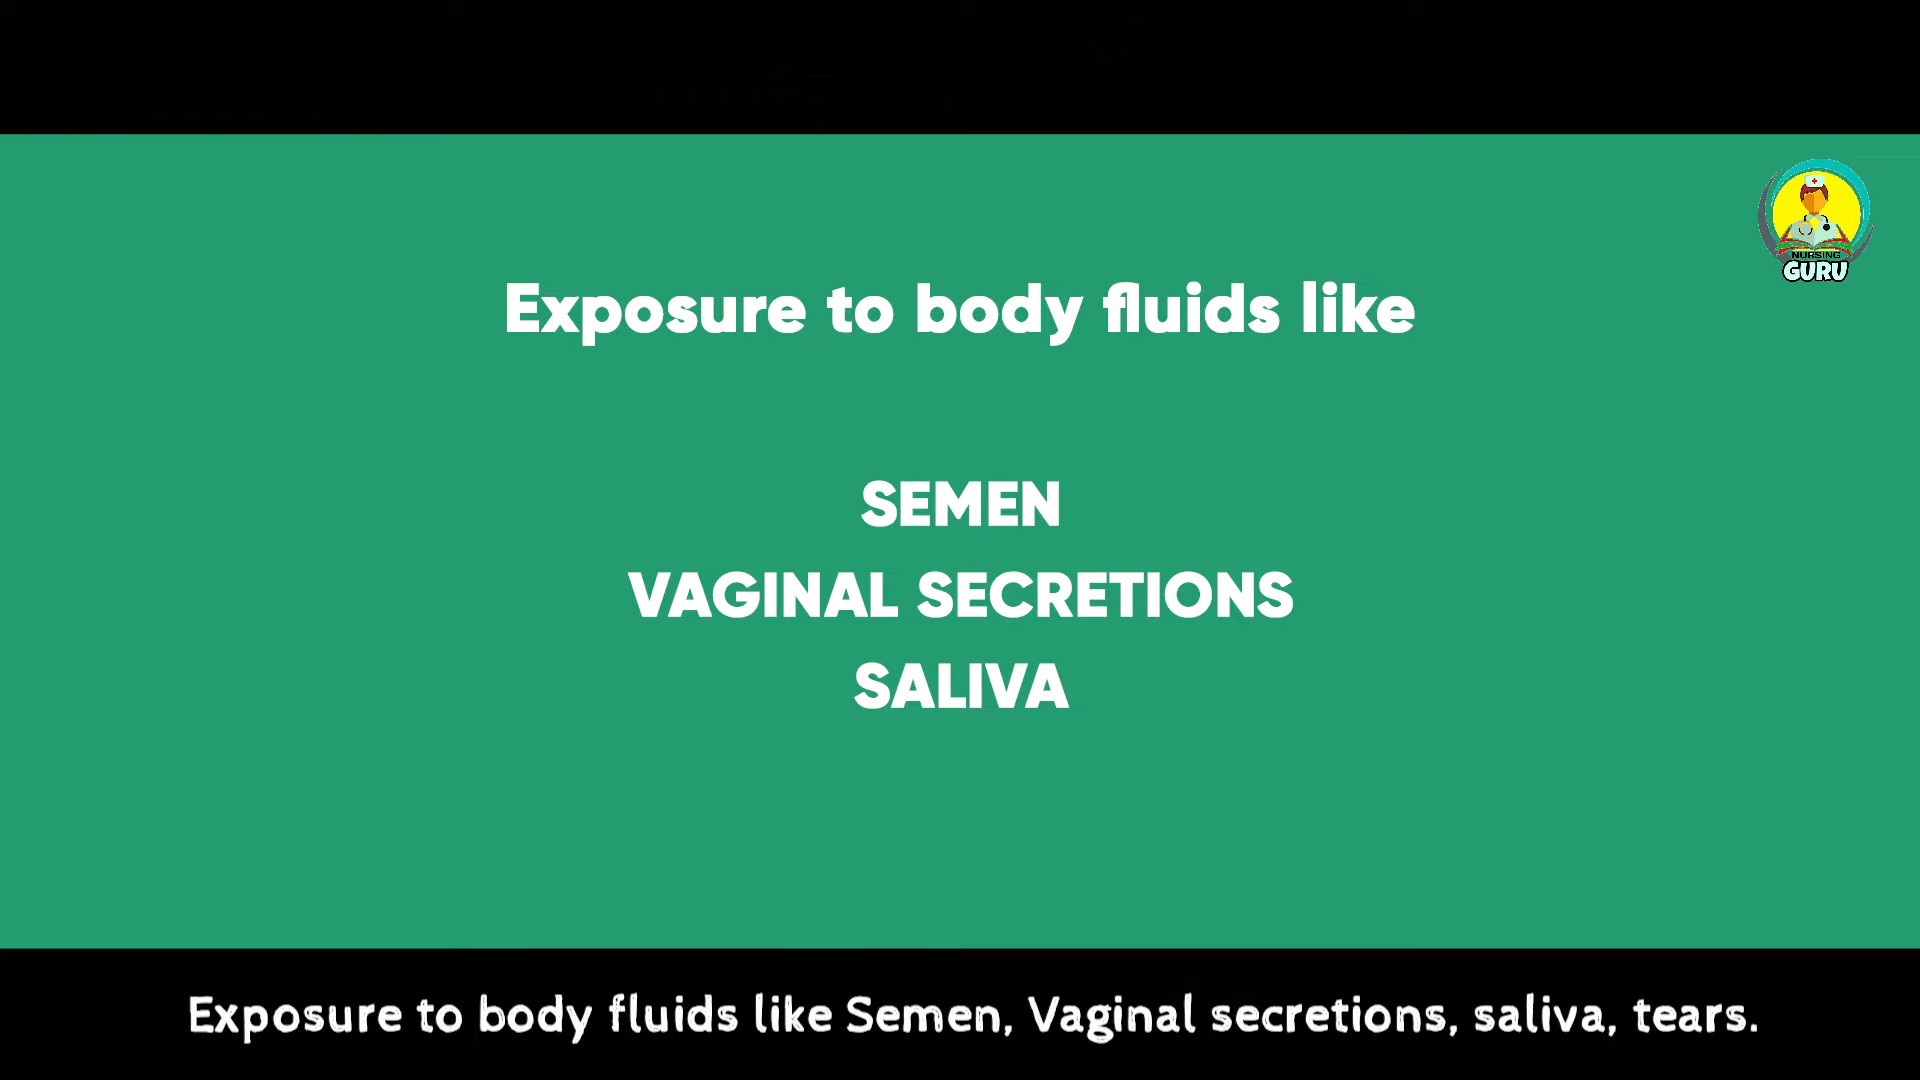 NURSING
GURU
Exposure to body fluids like
SEMEN
VAGINAL SECRETIONS
SALIVA
Exposure to body fluids like Semen, Vaginal secretions, saliva, tears.